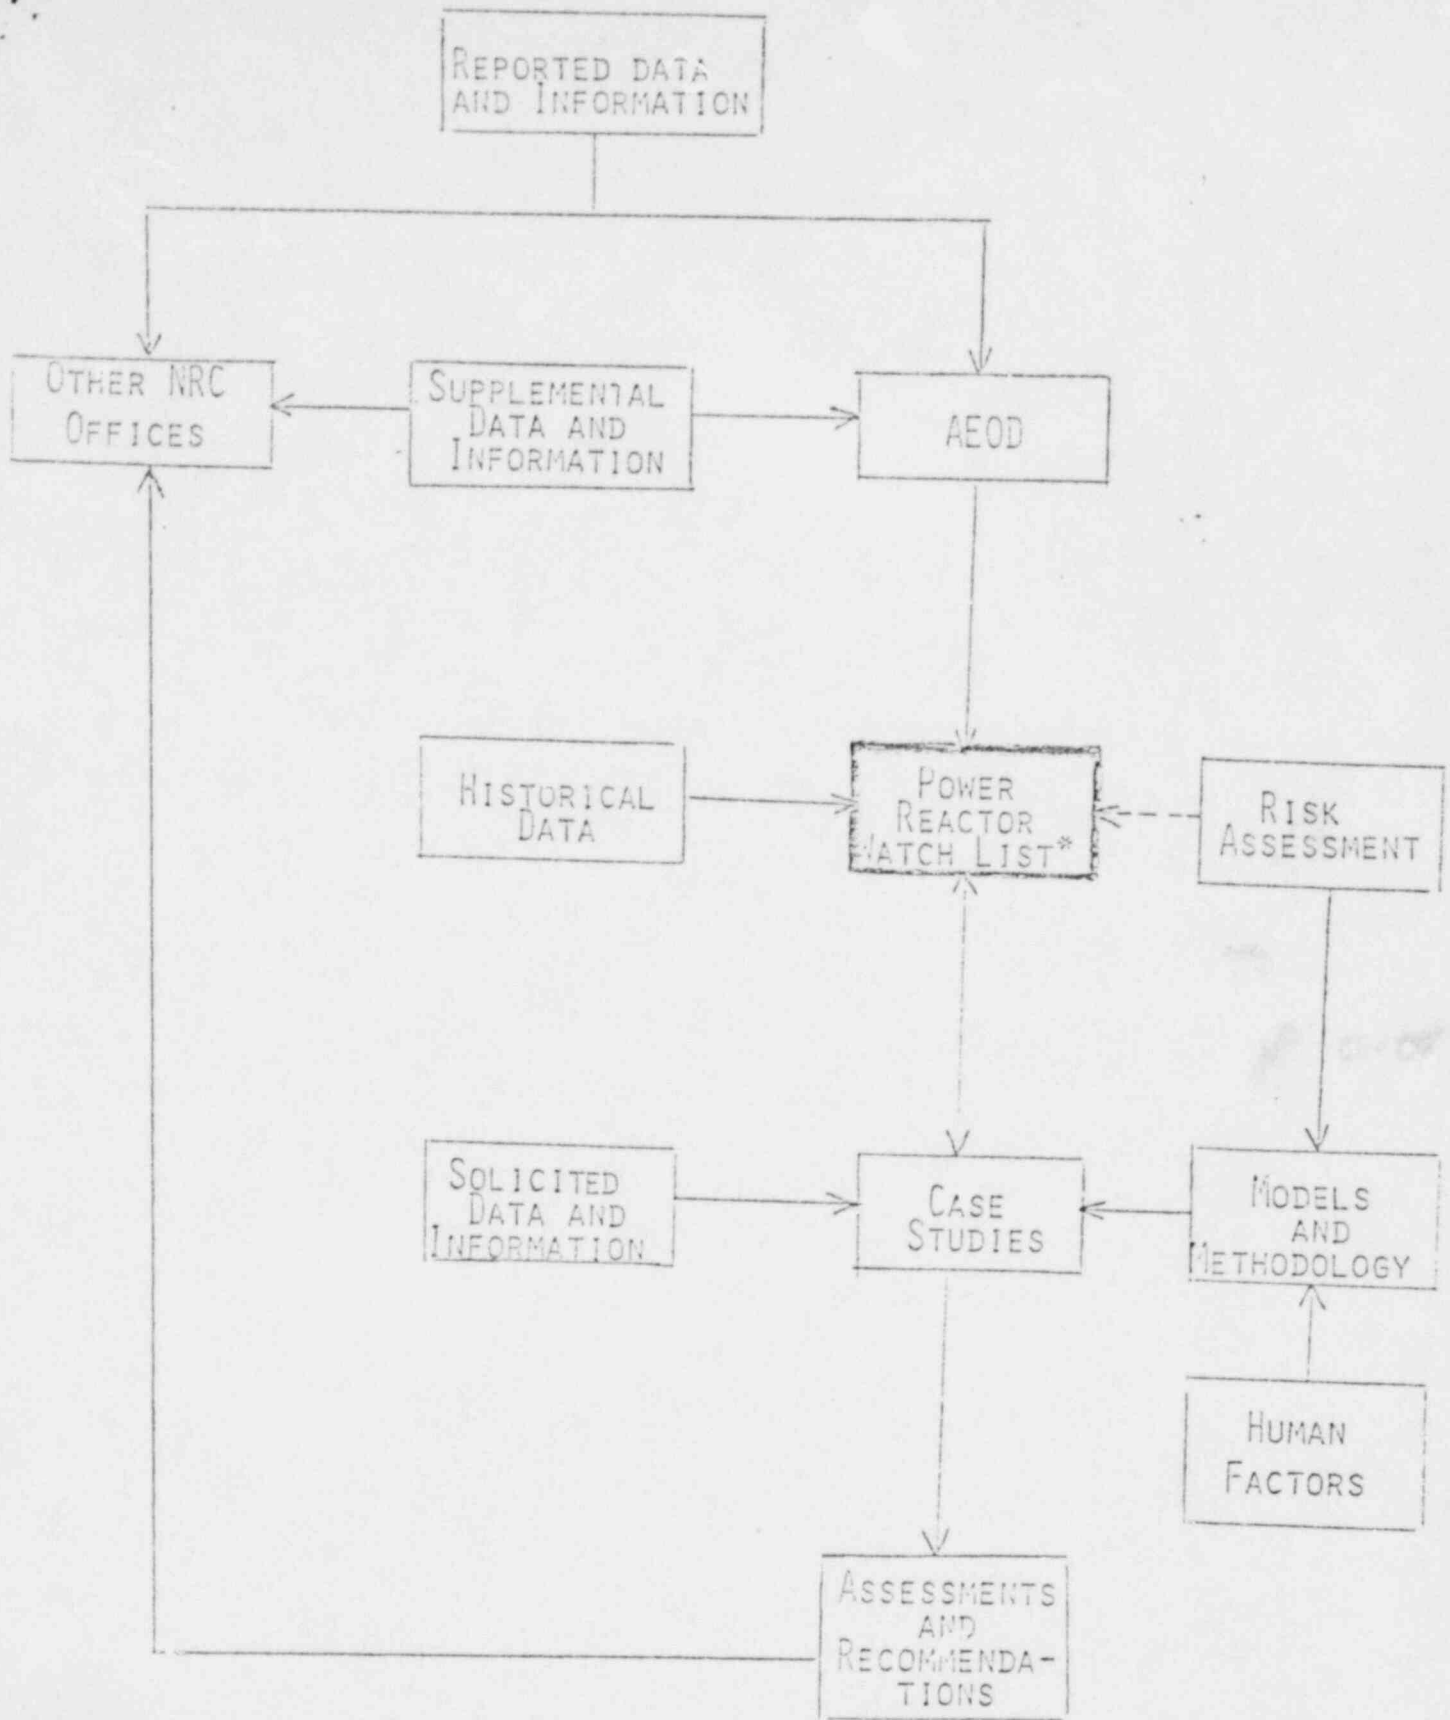 REPORTED DATA
AND INFORMATION
OTHER NRC
OFFICES
SUPPLEMENTAL
DATA AND
INFORMATION
AEOD
HISTORICAL
DATA
POWER
REACTOR
WATCH LIST*
RISK
ASSESSMENT
SOLICITED
DATA AND
INFORMATION
CASE
STUDIES
MODELS
AND
METHODOLOGY
HUMAN
FACTORS
ASSESSMENTS
AND
RECOMMENDA-
TIONS